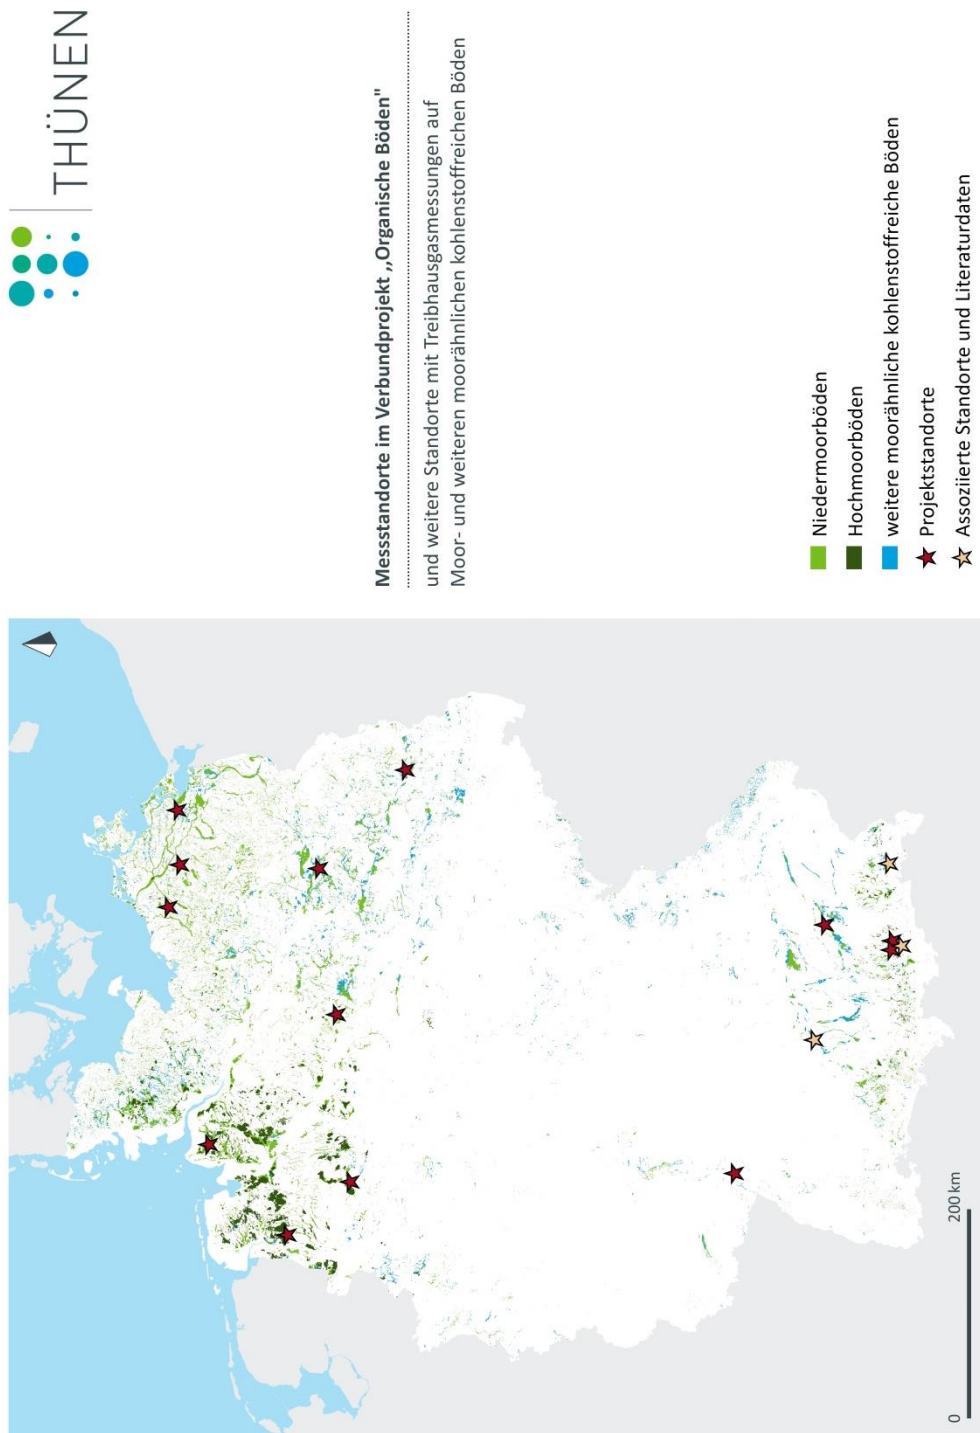 THÜNEN
Messstandorte im Verbundprojekt „Organische Böden"
und weitere Standorte mit Treibhausgasmessungen auf
Moor- und weiteren moorähnlichen kohlenstoffreichen Böden
Niedermoorböden
Hochmoorböden
weitere moorähnliche kohlenstoffreiche Böden
Projektstandorte
Assoziierte Standorte und Literaturdaten
0 200 km